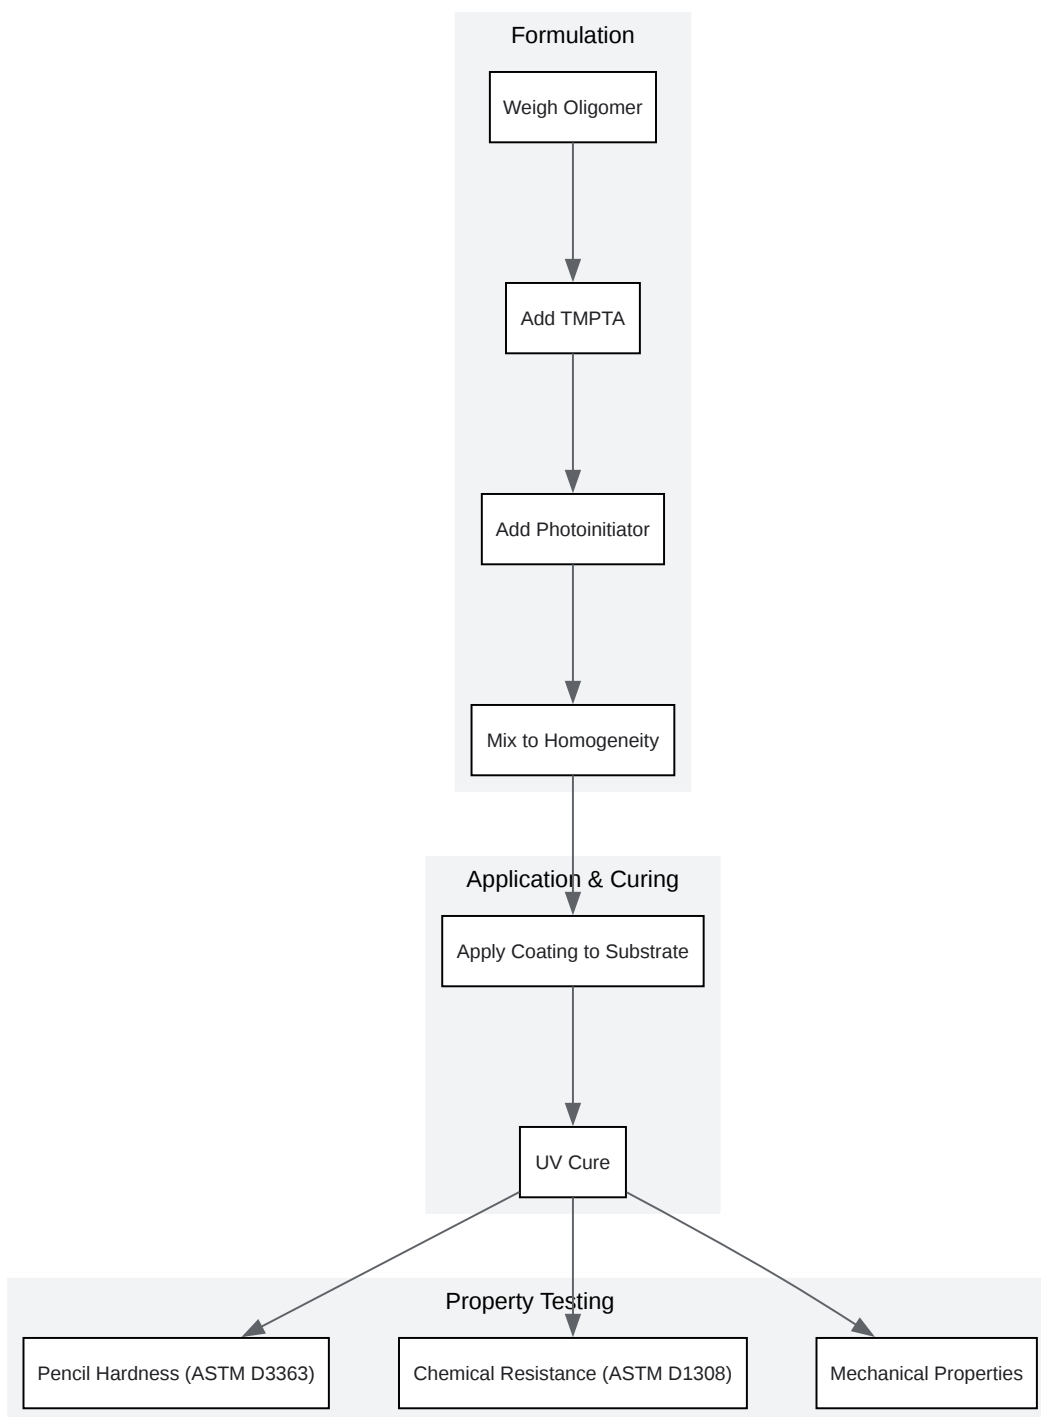 Formulation
Weigh Oligomer
Add TMPTA
Add Photoinitiator
Mix to Homogeneity
Application & Curing
Apply Coating to Substrate
UV Cure
Property Testing
Pencil Hardness (ASTM D3363)
Chemical Resistance (ASTM D1308)
Mechanical Properties